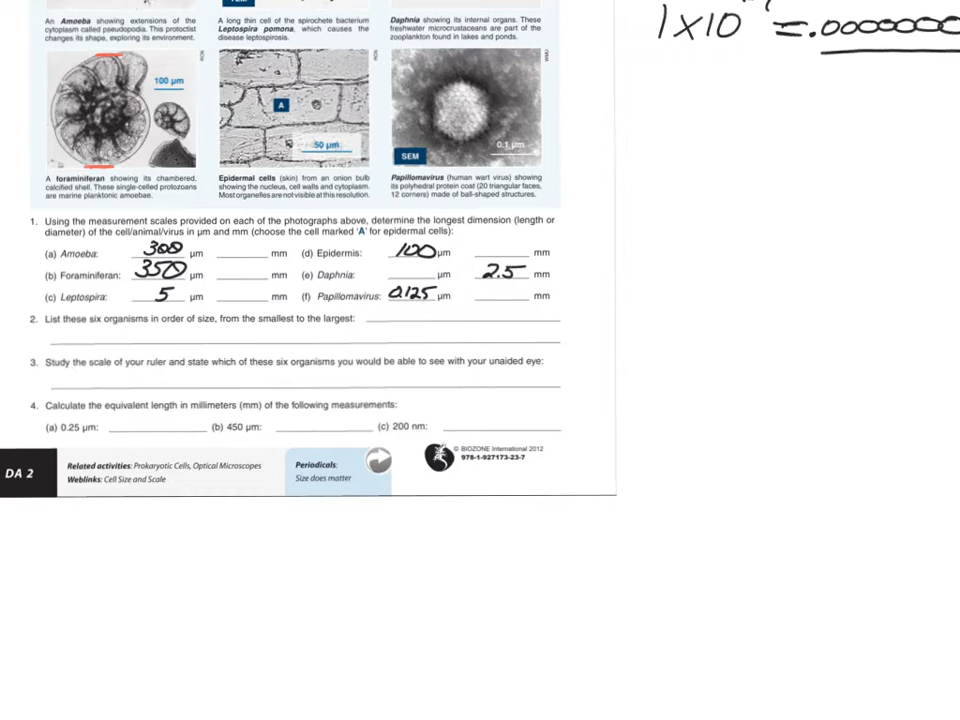 1 X 10 = .0000000
An Amoeba showing extensions of the cytoplasm called pseudopodia. This protoctist changes its shape, exploring its environment.
A long thin cell of the spirochete bacterium Leptospira pomona, which causes the disease leptospirosis.
Daphnia showing its internal organs. These freshwater microcrustaceans are part of the zooplankton found in lakes and ponds.
100 µm
A
50 µm
SEM
0.1 µm
A foraminiferan showing its chambered, calcified shell. These single-celled protozoans are marine planktonic amoebae.
Epidermal cells (skin) from an onion bulb showing the nucleus, cell walls and cytoplasm. Most organelles are not visible at this resolution.
Papillomavirus (human wart virus) showing its polyhedral protein coat (20 triangular faces, 12 corners) made of ball-shaped structures.
1. Using the measurement scales provided on each of the photographs above, determine the longest dimension (length or
diameter) of the cell/animal/virus in µm and mm (choose the cell marked 'A' for epidermal cells):
(a) Amoeba: 300 µm mm (d) Epidermis: 100 µm mm
(b) Foraminiferan: 350 µm mm (e) Daphnia: µm 2.5 mm
(c) Leptospira: 5 µm mm (f) Papillomavirus: 0.125 µm mm
2. List these six organisms in order of size, from the smallest to the largest:
3. Study the scale of your ruler and state which of these six organisms you would be able to see with your unaided eye:
4. Calculate the equivalent length in millimeters (mm) of the following measurements:
(a) 0.25 µm: (b) 450 µm: (c) 200 nm:
DA 2
Related activities: Prokaryotic Cells, Optical Microscopes
Weblinks: Cell Size and Scale
Periodicals:
Size does matter
© BIOZONE International 2012
978-1-927173-23-7